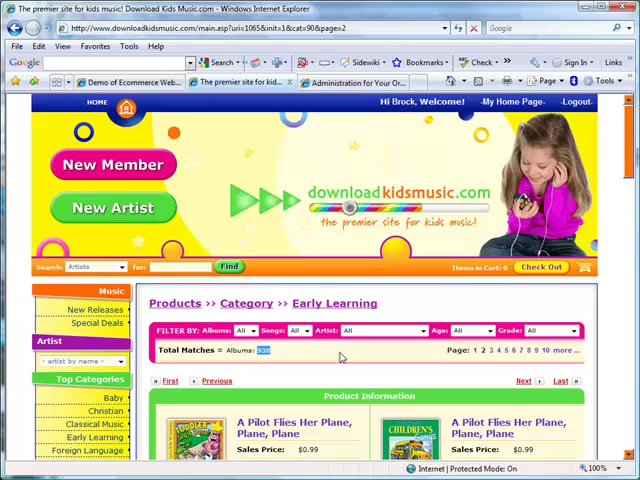 The premier site for kids music! Download Kids Music.com - Windows Internet Explorer
http://www.downloadkidsmusic.com/main.asp?uri=1065&init=1&cat=90&page=2
Google
File Edit View Favorites Tools
Google Search Sidewiki Bookmarks Check Sign In
Demo of Ecommerce Web... The premier site for kid... Administration for Your Or... Page Tools
HOME Hi Brock, Welcome! -My Home Page- -Logout-
New Member
New Artist
downloadkidsmusic.com
the premier site for kids music!
Search: Artists for: Find Items in Cart: 0 Check Out
Music
New Releases
Special Deals
Artist
- artist by name -
Top Categories
Baby
Christian
Classical Music
Early Learning
Foreign Language
Products >> Category >> Early Learning
FILTER BY: Albums: All Songs: All Artist: All Age: All Grade: All
Total Matches = Albums: 938 Page: 1 2 3 4 5 6 7 8 9 10 more ...
First Previous Next Last
Product Information
A Pilot Flies Her Plane,
Plane, Plane
Sales Price: $0.99
CHILDREN'S
Songs
A Pilot Flies Her Plane,
Plane, Plane
Sales Price: $0.99
Internet | Protected Mode: On 100%